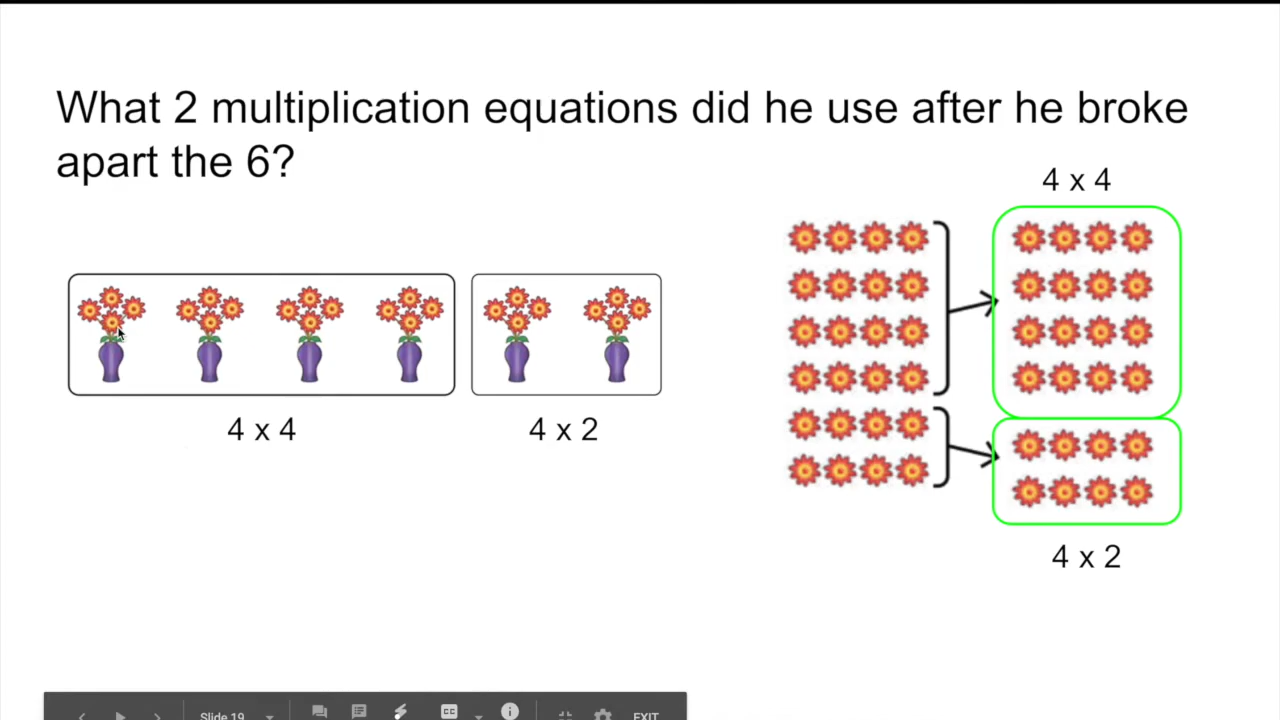 What 2 multiplication equations did he use after he broke
apart the 6?
4 x 4
4 x 4
4 x 2
4 x 2
Slide 19
CC
EXIT